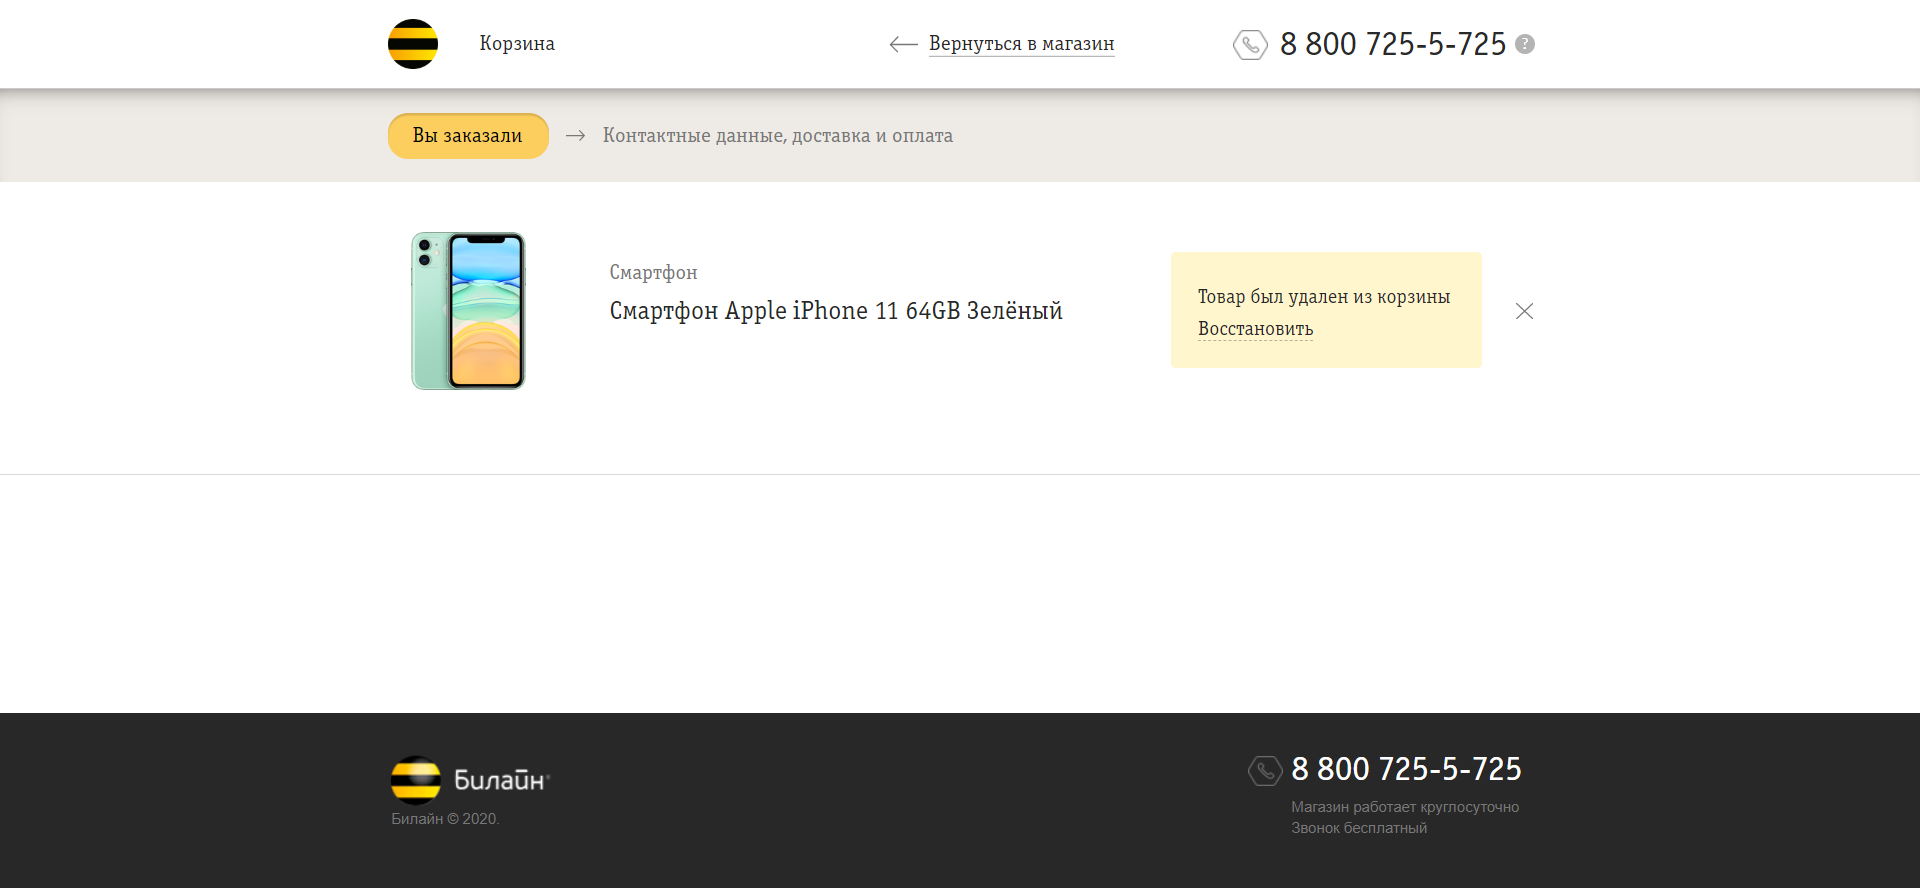 Корзина
Вернуться в магазин
8 800 725-5-725 ?
Вы заказали
Контактные данные, доставка и оплата
Смартфон
Смартфон Apple iPhone 11 64GB Зелёный
Товар был удален из корзины
Восстановить
Билайн®
Билайн © 2020.
8 800 725-5-725
Магазин работает круглосуточно
Звонок бесплатный